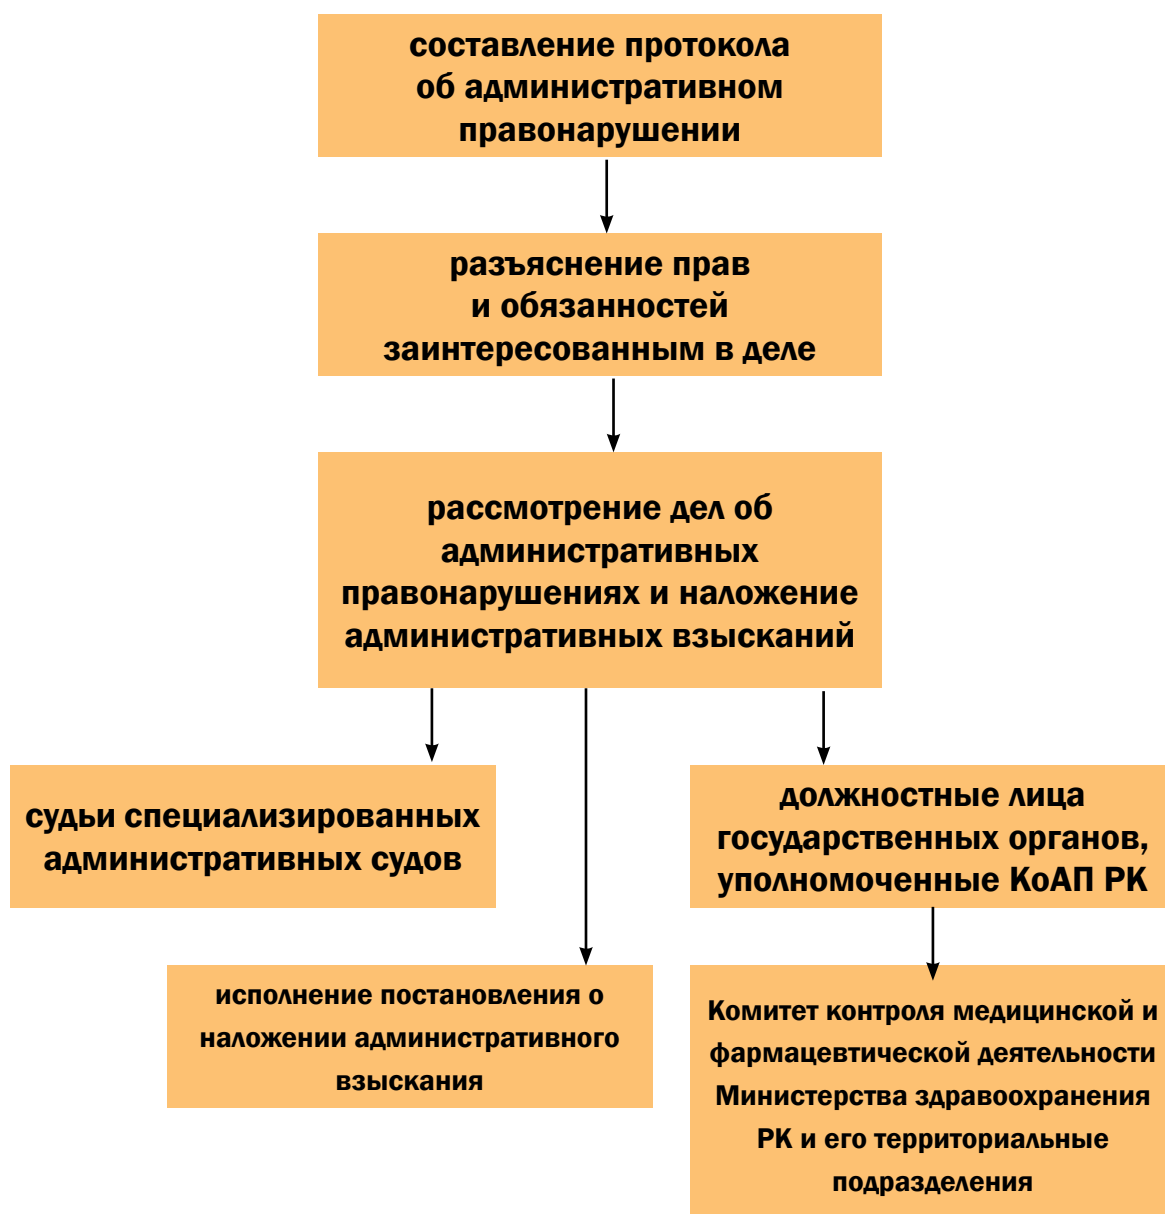 составление протокола
об административном
правонарушении
разъяснение прав
и обязанностей
заинтересованным в деле
рассмотрение дел об
административных
правонарушениях и наложение
административных взысканий
судьи специализированных
административных судов
должностные лица
государственных органов,
уполномоченные КоАП РК
исполнение постановления о
наложении административного
взыскания
Комитет контроля медицинской и
фармацевтической деятельности
Министерства здравоохранения
РК и его территориальные
подразделения